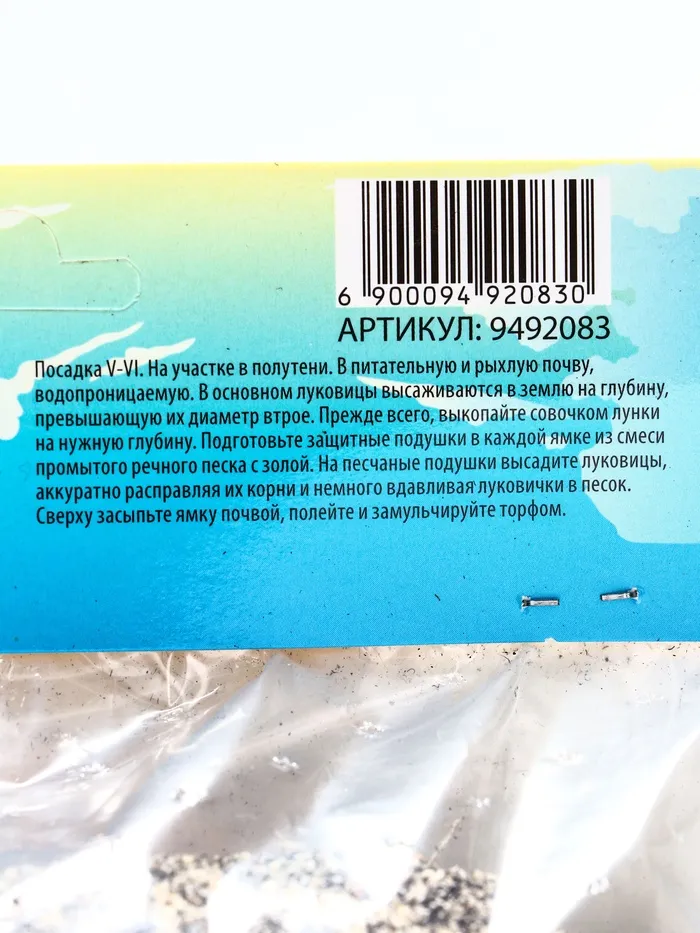 6 900094 920830
АРТИКУЛ: 9492083
Посадка V-VI. На участке в полутени. В питательную и рыхлую почву,
водопроницаемую. В основном луковицы высаживаются в землю на глубину,
превышающую их диаметр втрое. Прежде всего, выкопайте совочком лунки
на нужную глубину. Подготовьте защитные подушки в каждой ямке из смеси
промытого речного песка с золой. На песчаные подушки высадите луковицы,
аккуратно расправляя их корни и немного вдавливая луковички в песок.
Сверху засыпьте ямку почвой, полейте и замульчируйте торфом.